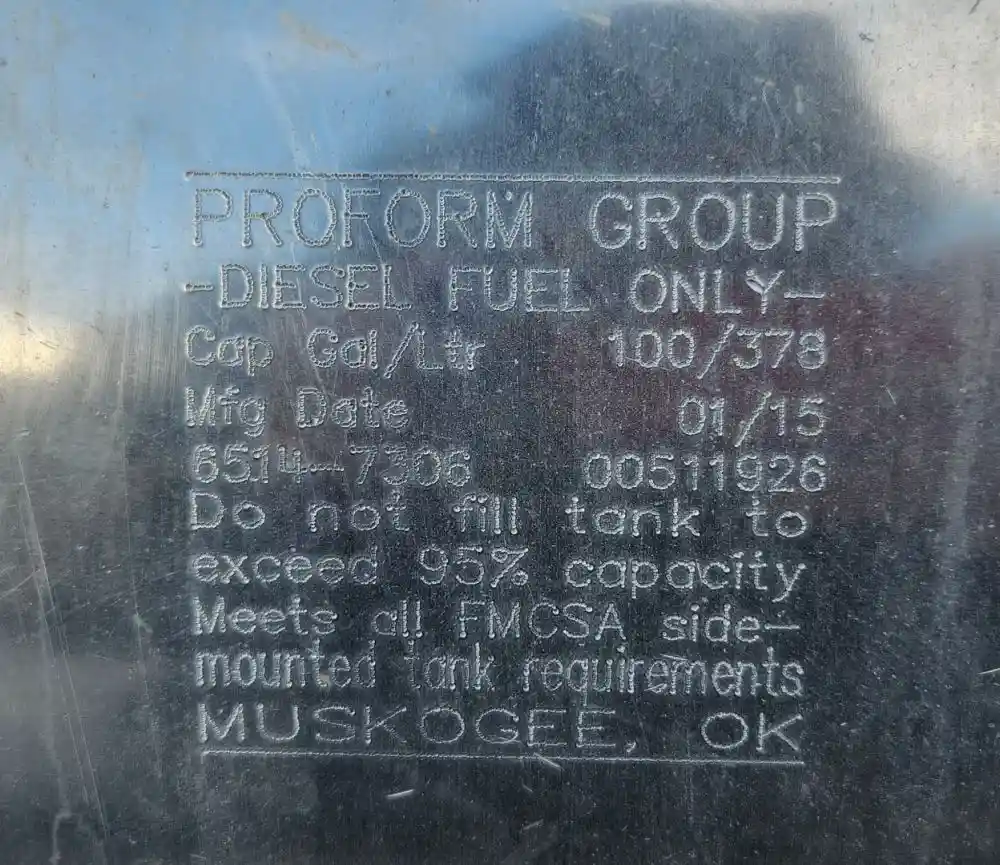 PROFORM GROUP
-DIESEL FUEL ONLY-
Cap Gal/Ltr 100/378
Mfg Date 01/15
6514-7306 00511926
Do not fill tank to
exceed 95% capacity
Meets all FMCSA side-
mounted tank requirements
MUSKOGEE, OK